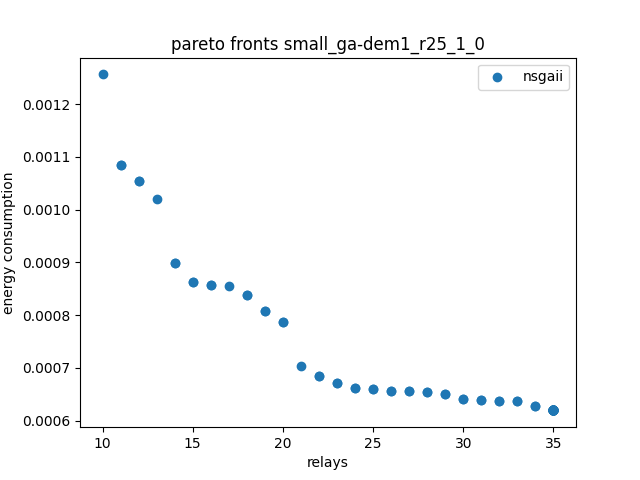 pareto fronts small_ga-dem1_r25_1_0
nsgaii
0.0012
0.0011
0.0010
0.0009
0.0008
0.0007
0.0006
energy consumption
10 15 20 25 30 35
relays